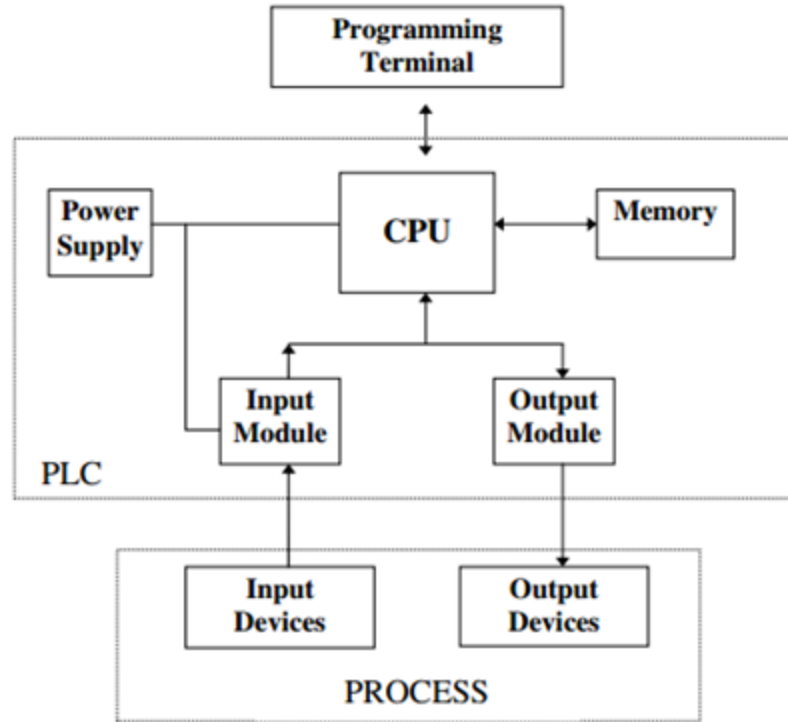 Programming
Terminal
Power
Supply
CPU
Memory
Input
Module
Output
Module
PLC
Input
Devices
Output
Devices
PROCESS